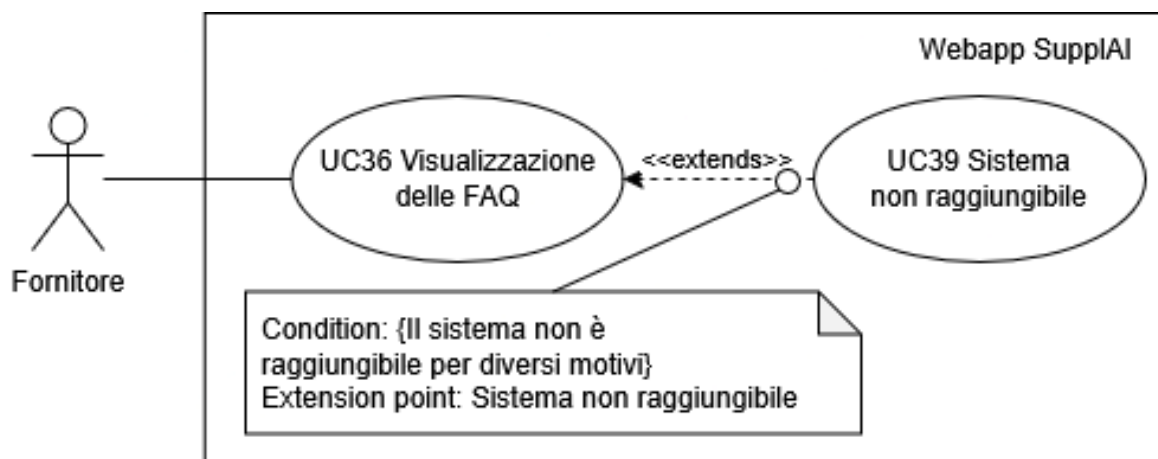 Webapp SupplAI
UC36 Visualizzazione
delle FAQ
<<extends>>
UC39 Sistema
non raggiungibile
Fornitore
Condition: {Il sistema non è
raggiungibile per diversi motivi}
Extension point: Sistema non raggiungibile